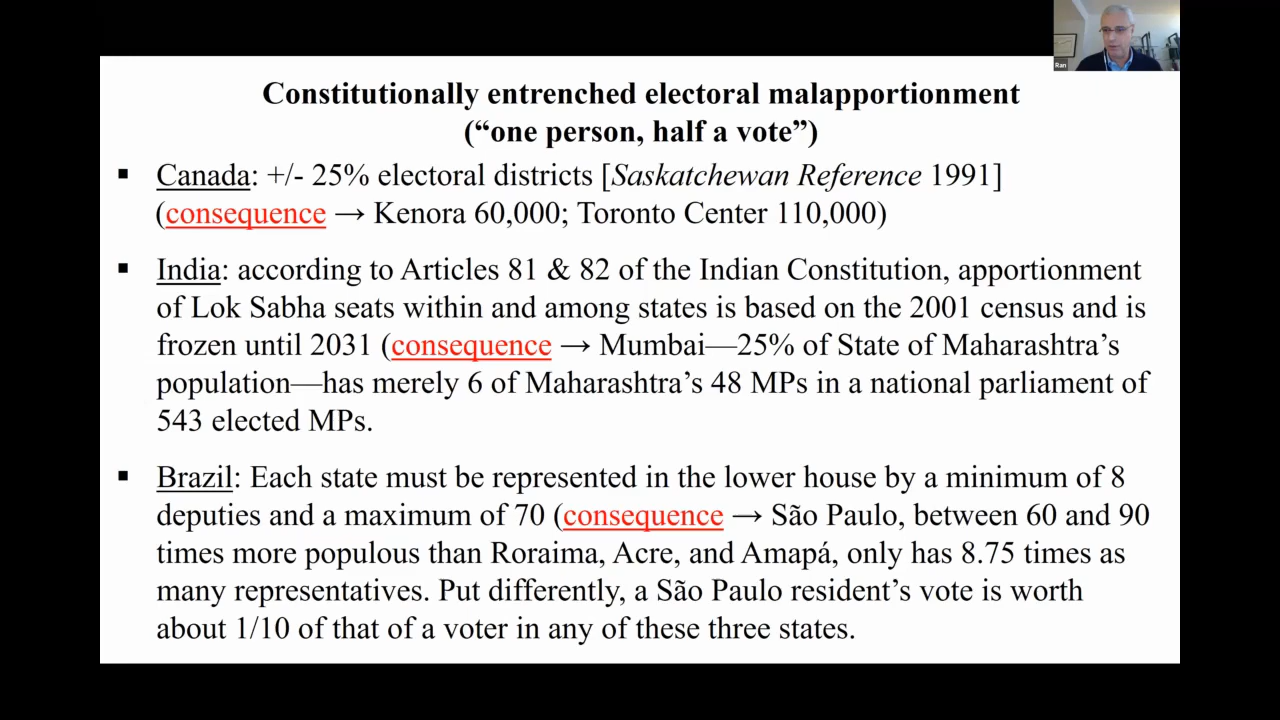 Ran
Constitutionally entrenched electoral malapportionment
(“one person, half a vote”)
▪ Canada: +/- 25% electoral districts [Saskatchewan Reference 1991]
(consequence → Kenora 60,000; Toronto Center 110,000)
▪ India: according to Articles 81 & 82 of the Indian Constitution, apportionment
of Lok Sabha seats within and among states is based on the 2001 census and is
frozen until 2031 (consequence → Mumbai—25% of State of Maharashtra’s
population—has merely 6 of Maharashtra’s 48 MPs in a national parliament of
543 elected MPs.
▪ Brazil: Each state must be represented in the lower house by a minimum of 8
deputies and a maximum of 70 (consequence → São Paulo, between 60 and 90
times more populous than Roraima, Acre, and Amapá, only has 8.75 times as
many representatives. Put differently, a São Paulo resident’s vote is worth
about 1/10 of that of a voter in any of these three states.